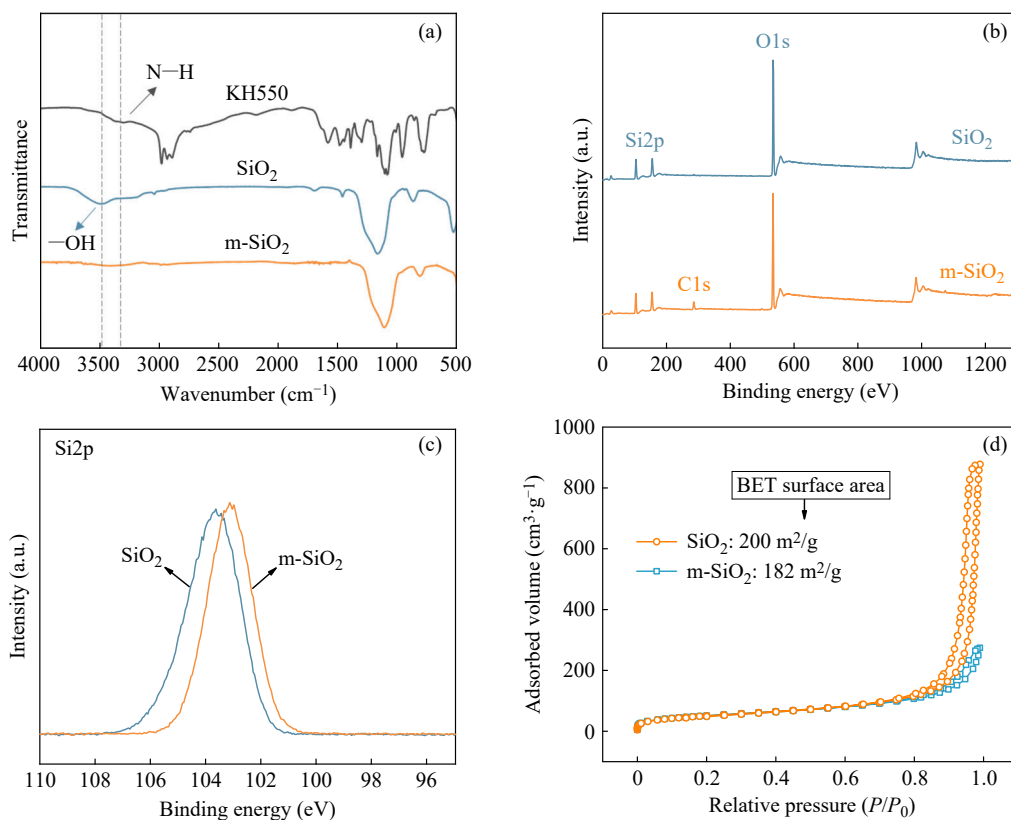 (a)
N—H
KH550
SiO₂
—OH
m-SiO₂
Transmittance
4000 3500 3000 2500 2000 1500 1000 500
Wavenumber (cm⁻¹)
(b)
O1s
Si2p
SiO₂
C1s
m-SiO₂
Intensity (a.u.)
0 200 400 600 800 1000 1200
Binding energy (eV)
Si2p
(c)
SiO₂
m-SiO₂
Intensity (a.u.)
110 108 106 104 102 100 98 96
Binding energy (eV)
(d)
BET surface area
SiO₂: 200 m²/g
m-SiO₂: 182 m²/g
1000
800
600
400
200
0
Adsorbed volume (cm³·g⁻¹)
0 0.2 0.4 0.6 0.8 1.0
Relative pressure (P/P₀)